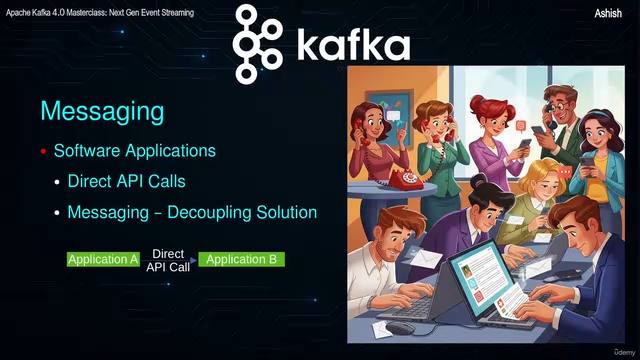 Apache Kafka 4.0 Masterclass: Next Gen Event Streaming
Ashish
kafka
Messaging
• Software Applications
• Direct API Calls
• Messaging – Decoupling Solution
Application A
Direct
API Call
Application B
ûdemy